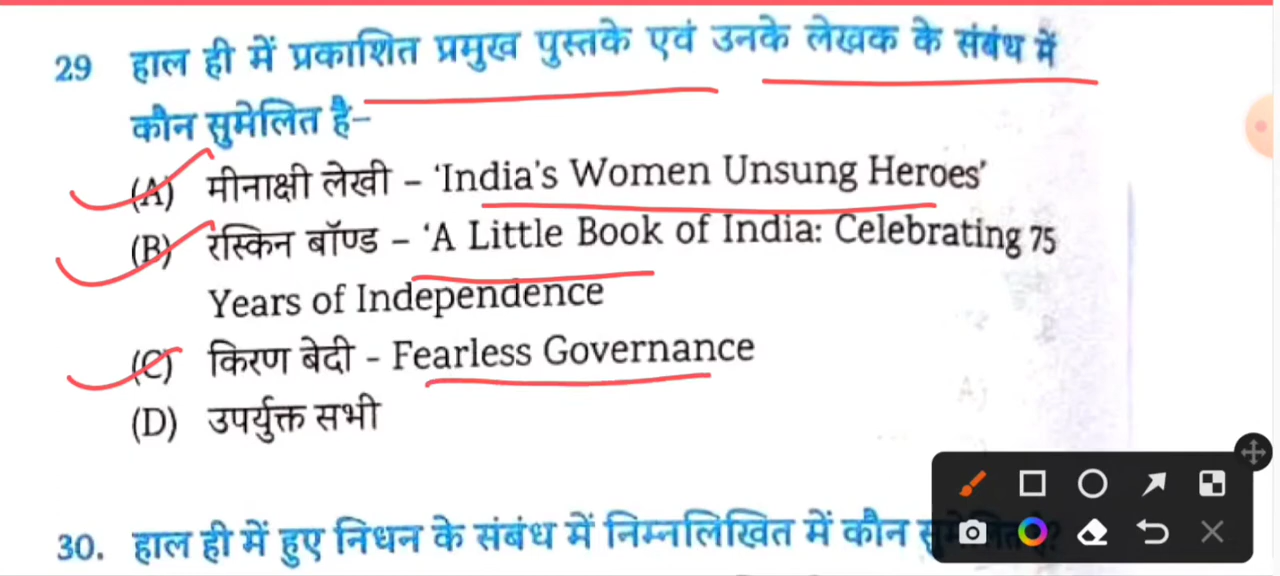 29 हाल ही में प्रकाशित प्रमुख पुस्तके एवं उनके लेखक के संबंध में
कौन सुमेलित है–
(A) मीनाक्षी लेखी – 'India's Women Unsung Heroes'
(B) रस्किन बॉण्ड – 'A Little Book of India: Celebrating 75
Years of Independence
(C) किरण बेदी - Fearless Governance
(D) उपर्युक्त सभी
30. हाल ही में हुए निधन के संबंध में निम्नलिखित में कौन